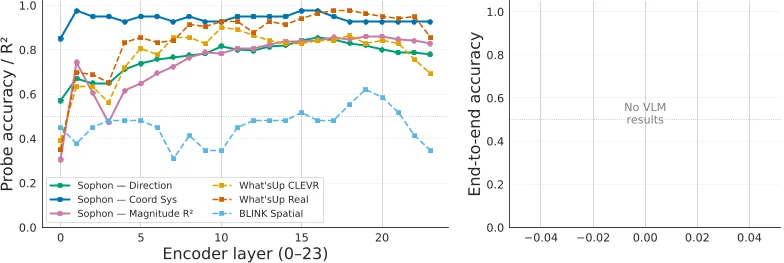 Probe accuracy / R²
1.0
0.8
0.6
0.4
0.2
0.0
Sophon — Direction
Sophon — Coord Sys
Sophon — Magnitude R²
What'sUp CLEVR
What'sUp Real
BLINK Spatial
0
5
10
15
20
Encoder layer (0–23)
End-to-end accuracy
1.0
0.8
0.6
0.4
0.2
0.0
No VLM
results
−0.04
−0.02
0.00
0.02
0.04